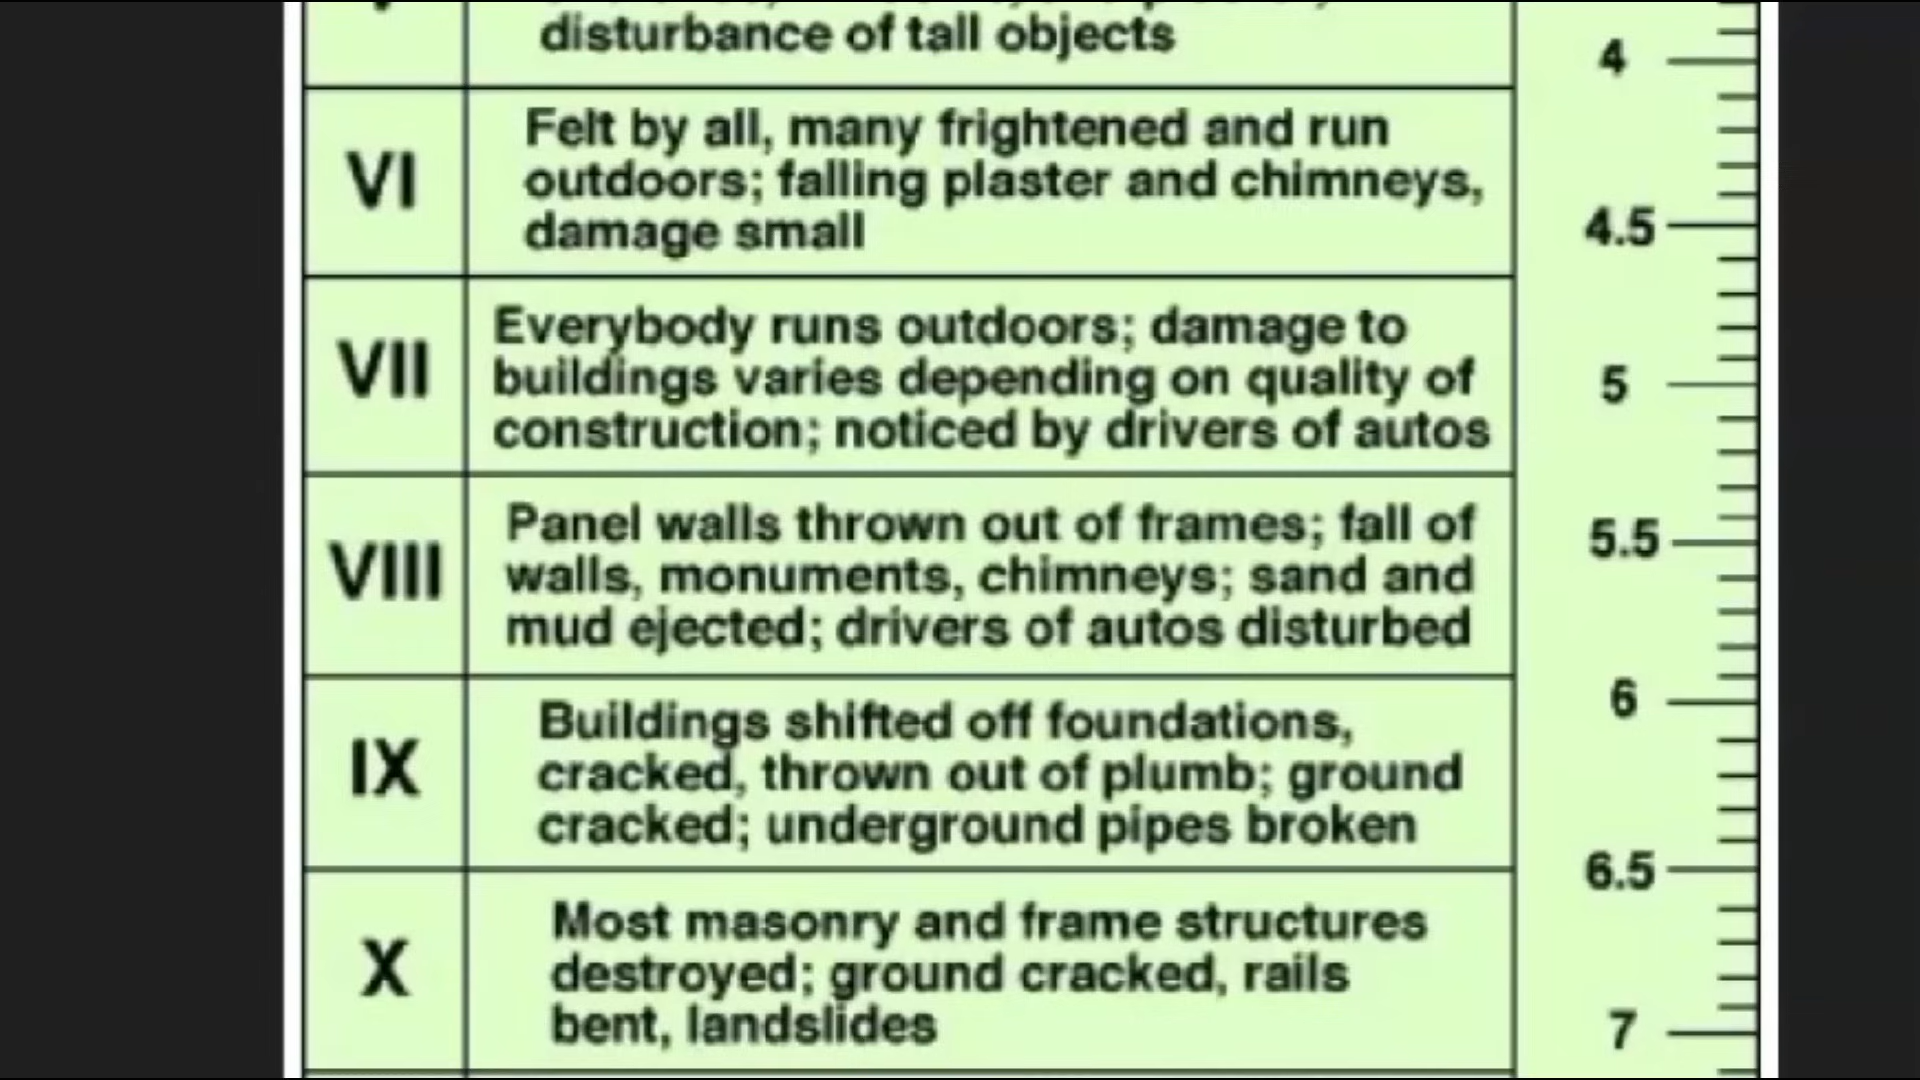 disturbance of tall objects
4
VI
Felt by all, many frightened and run
outdoors; falling plaster and chimneys,
damage small
4.5
VII
Everybody runs outdoors; damage to
buildings varies depending on quality of
construction; noticed by drivers of autos
5
VIII
Panel walls thrown out of frames; fall of
walls, monuments, chimneys; sand and
mud ejected; drivers of autos disturbed
5.5
IX
Buildings shifted off foundations,
cracked, thrown out of plumb; ground
cracked; underground pipes broken
6
6.5
X
Most masonry and frame structures
destroyed; ground cracked, rails
bent, landslides
7